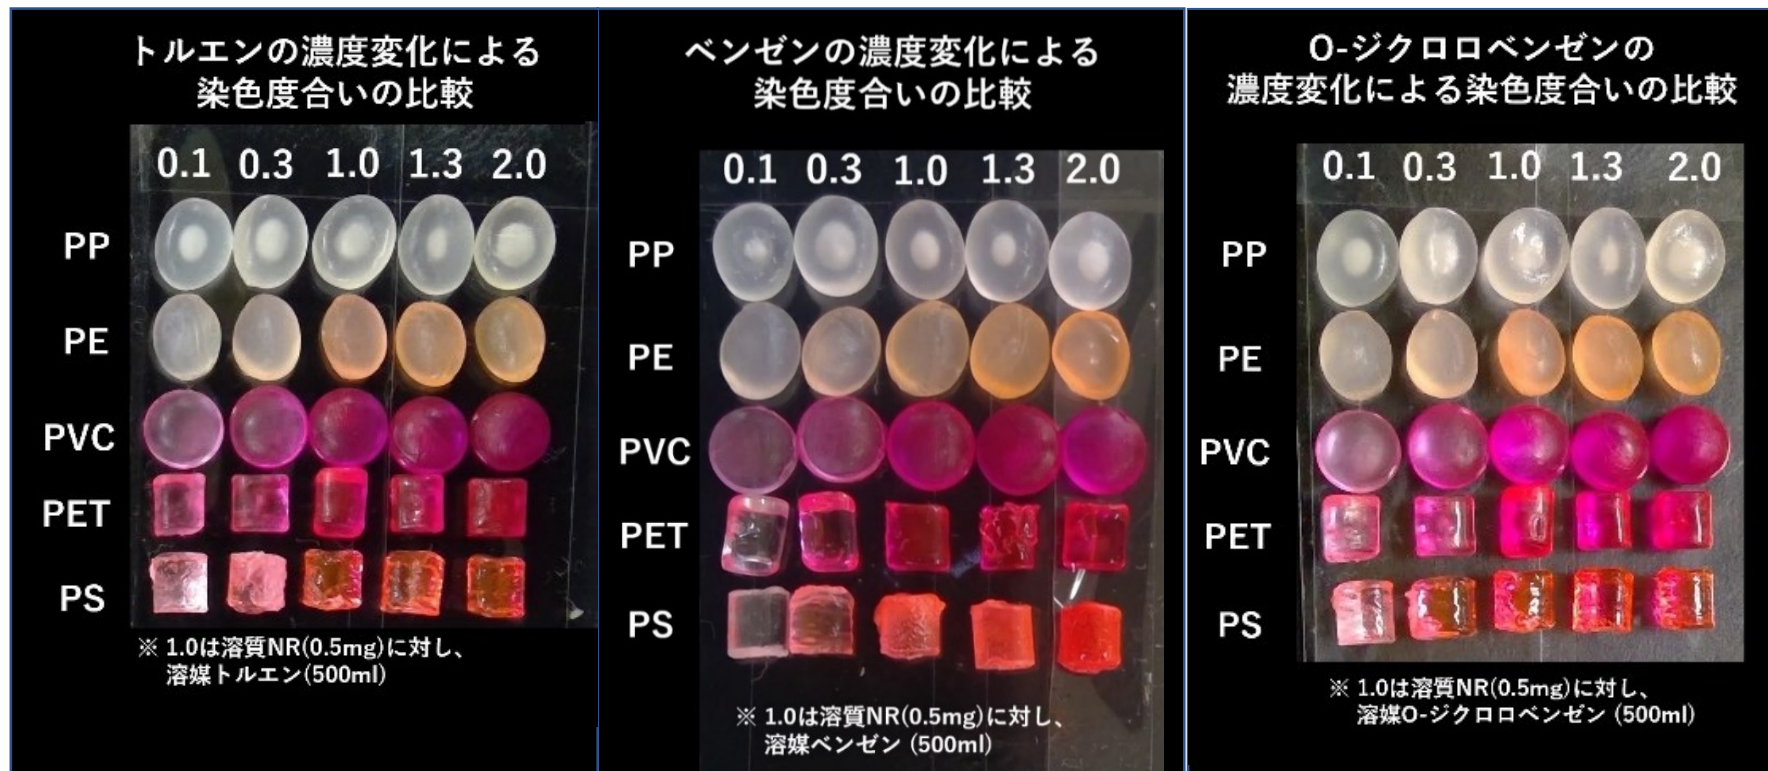 トルエンの濃度変化による
染色度合いの比較
0.1 0.3 1.0 1.3 2.0
PP
PE
PVC
PET
PS
※ 1.0は溶質NR(0.5mg)に対し、
溶媒トルエン(500ml)
ベンゼンの濃度変化による
染色度合いの比較
0.1 0.3 1.0 1.3 2.0
PP
PE
PVC
PET
PS
※ 1.0は溶質NR(0.5mg)に対し、
溶媒ベンゼン (500ml)
O-ジクロロベンゼンの
濃度変化による染色度合いの比較
0.1 0.3 1.0 1.3 2.0
PP
PE
PVC
PET
PS
※ 1.0は溶質NR(0.5mg)に対し、
溶媒O-ジクロロベンゼン (500ml)